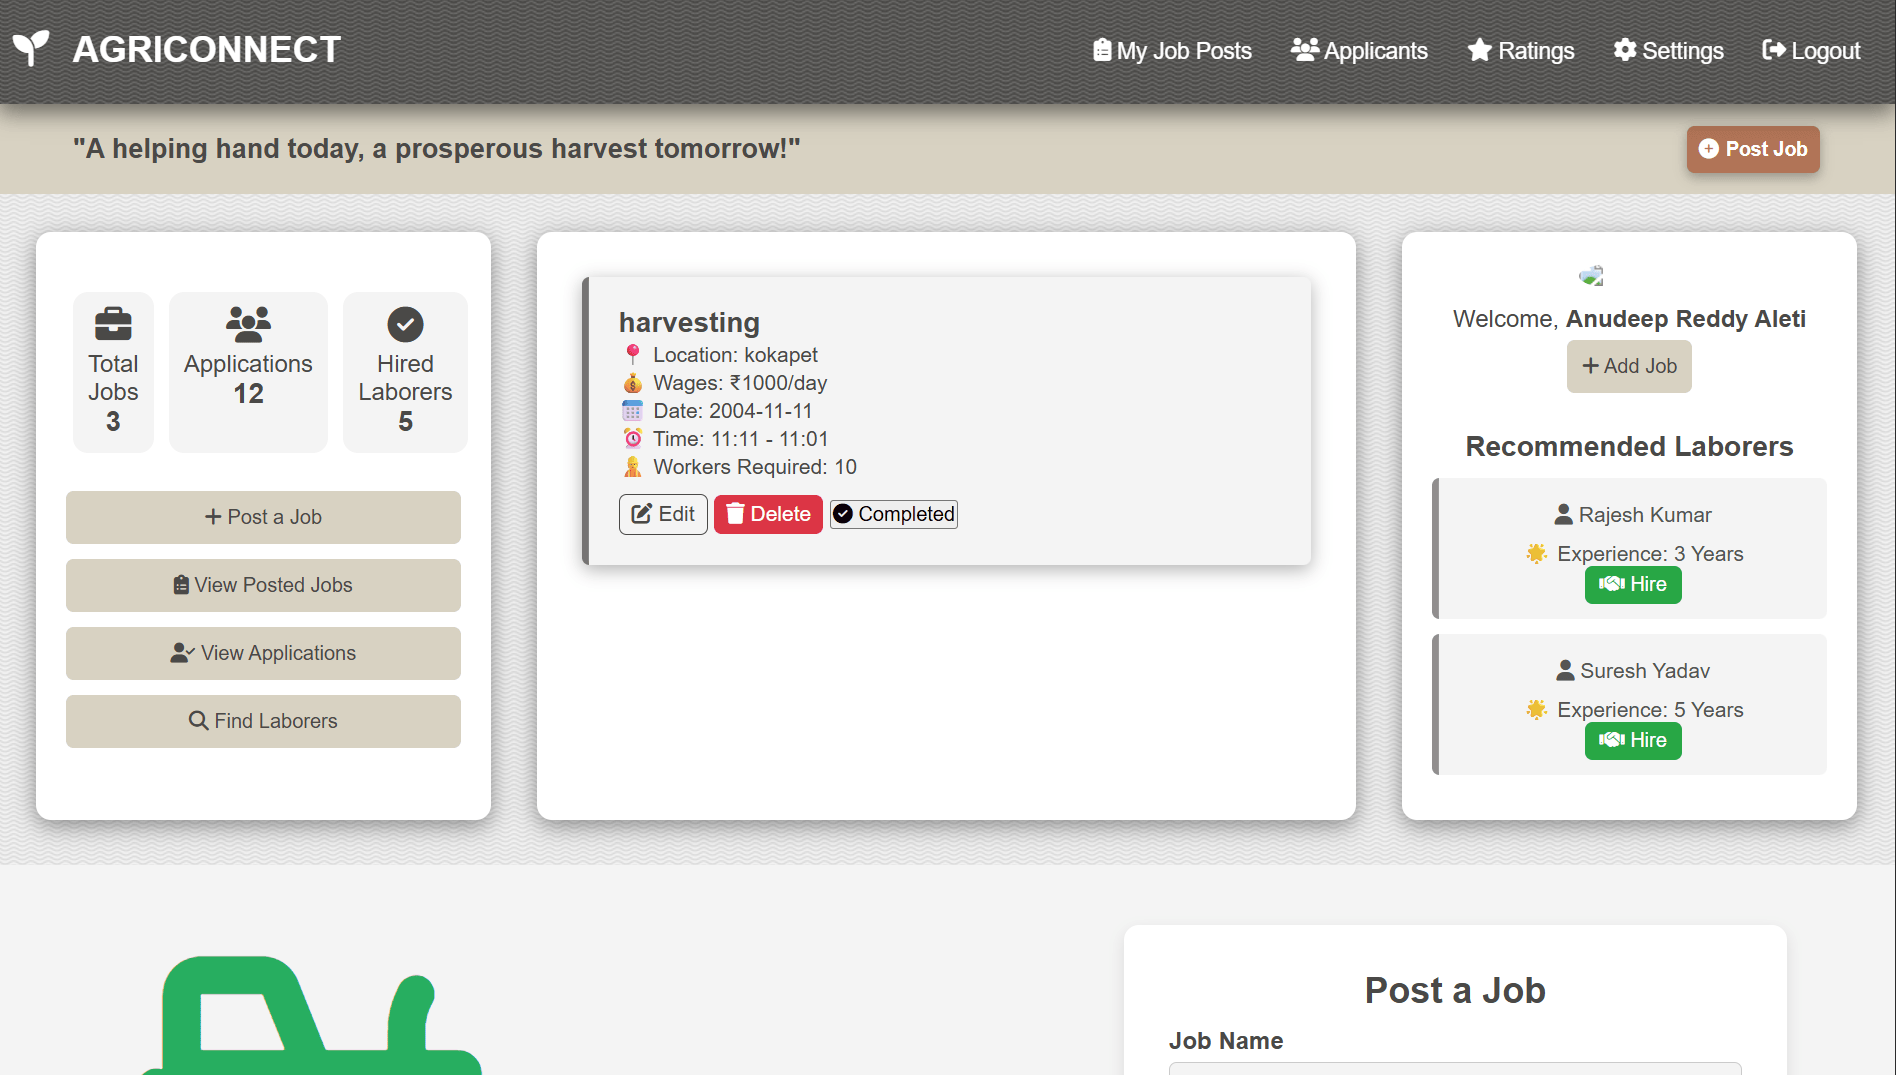 AGRICONNECT
My Job Posts
Applicants
Ratings
Settings
Logout
"A helping hand today, a prosperous harvest tomorrow!"
Post Job
Total
Jobs
3
Applications
12
Hired
Laborers
5
Post a Job
View Posted Jobs
View Applications
Find Laborers
harvesting
Location: kokapet
Wages: ₹1000/day
Date: 2004-11-11
Time: 11:11 - 11:01
Workers Required: 10
Edit
Delete
Completed
Welcome, Anudeep Reddy Aleti
Add Job
Recommended Laborers
Rajesh Kumar
Experience: 3 Years
Hire
Suresh Yadav
Experience: 5 Years
Hire
Post a Job
Job Name